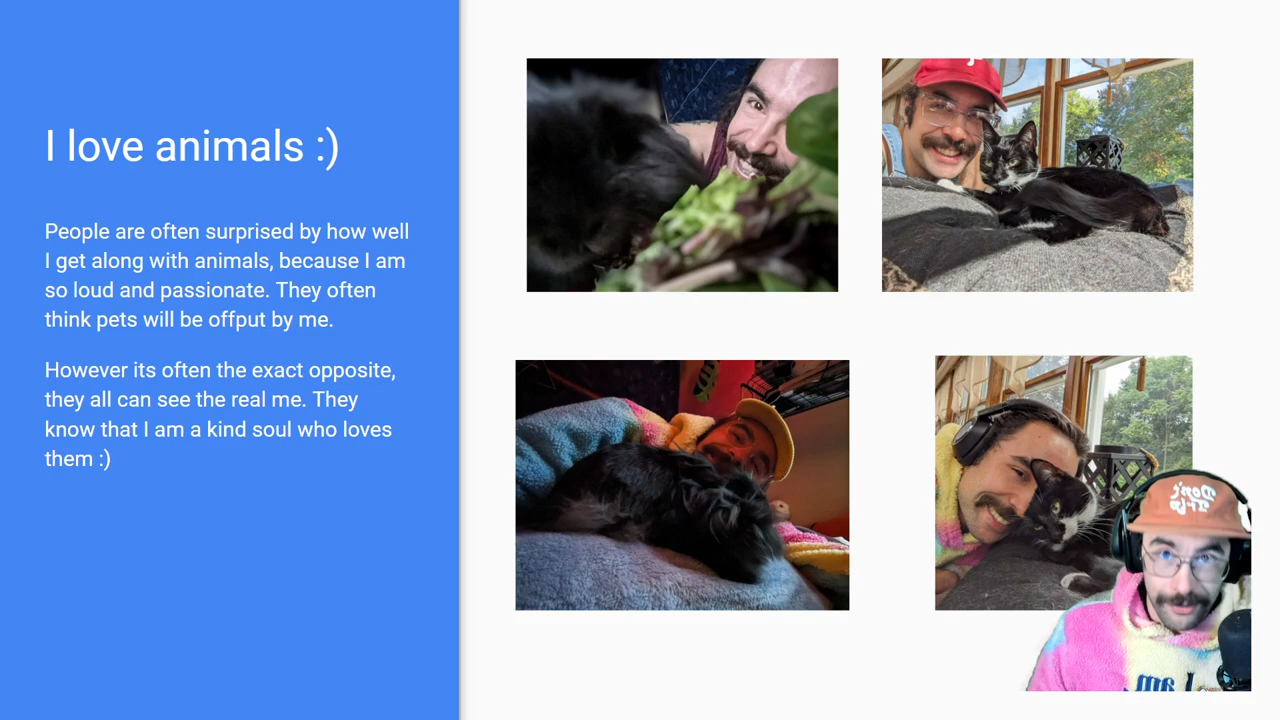 I love animals :)
People are often surprised by how well
I get along with animals, because I am
so loud and passionate. They often
think pets will be offput by me.
However its often the exact opposite,
they all can see the real me. They
know that I am a kind soul who loves
them :)
Don't
Trip